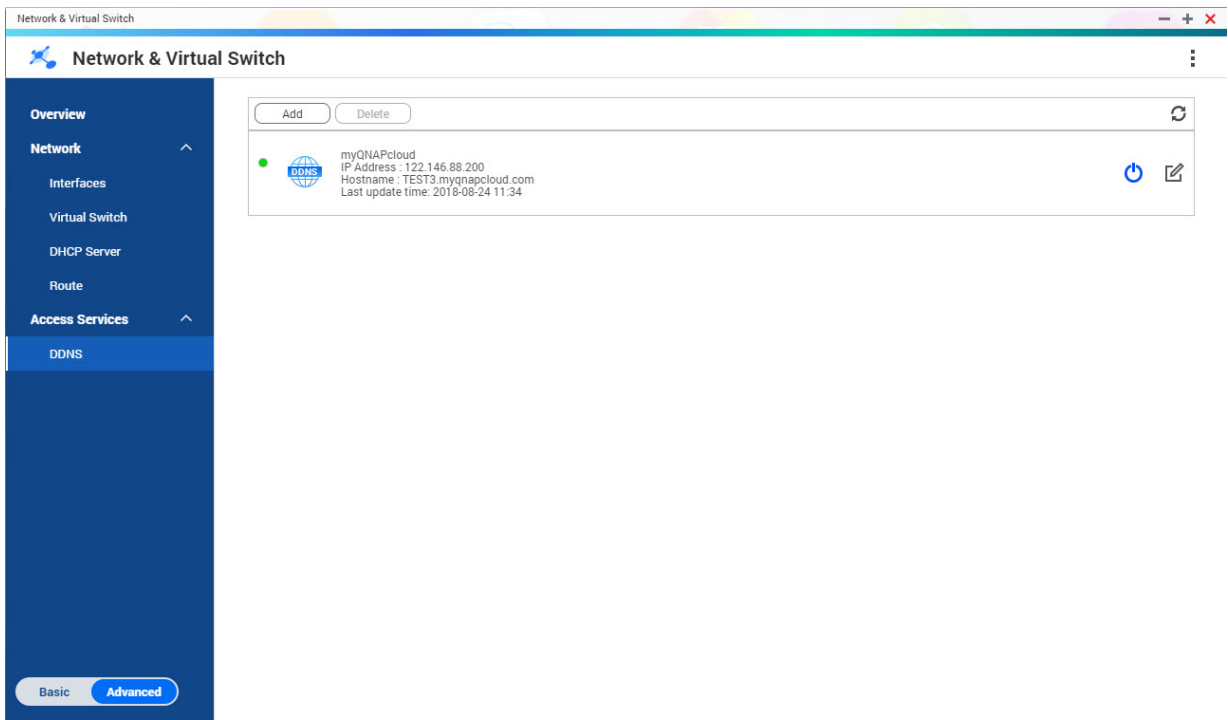 Network & Virtual Switch
Network & Virtual Switch
Overview
Network
Interfaces
Virtual Switch
DHCP Server
Route
Access Services
DDNS
Basic Advanced
Add Delete
DDNS
myQNAPcloud
IP Address : 122.146.88.200
Hostname : TEST3.myqnapcloud.com
Last update time: 2018-08-24 11:34